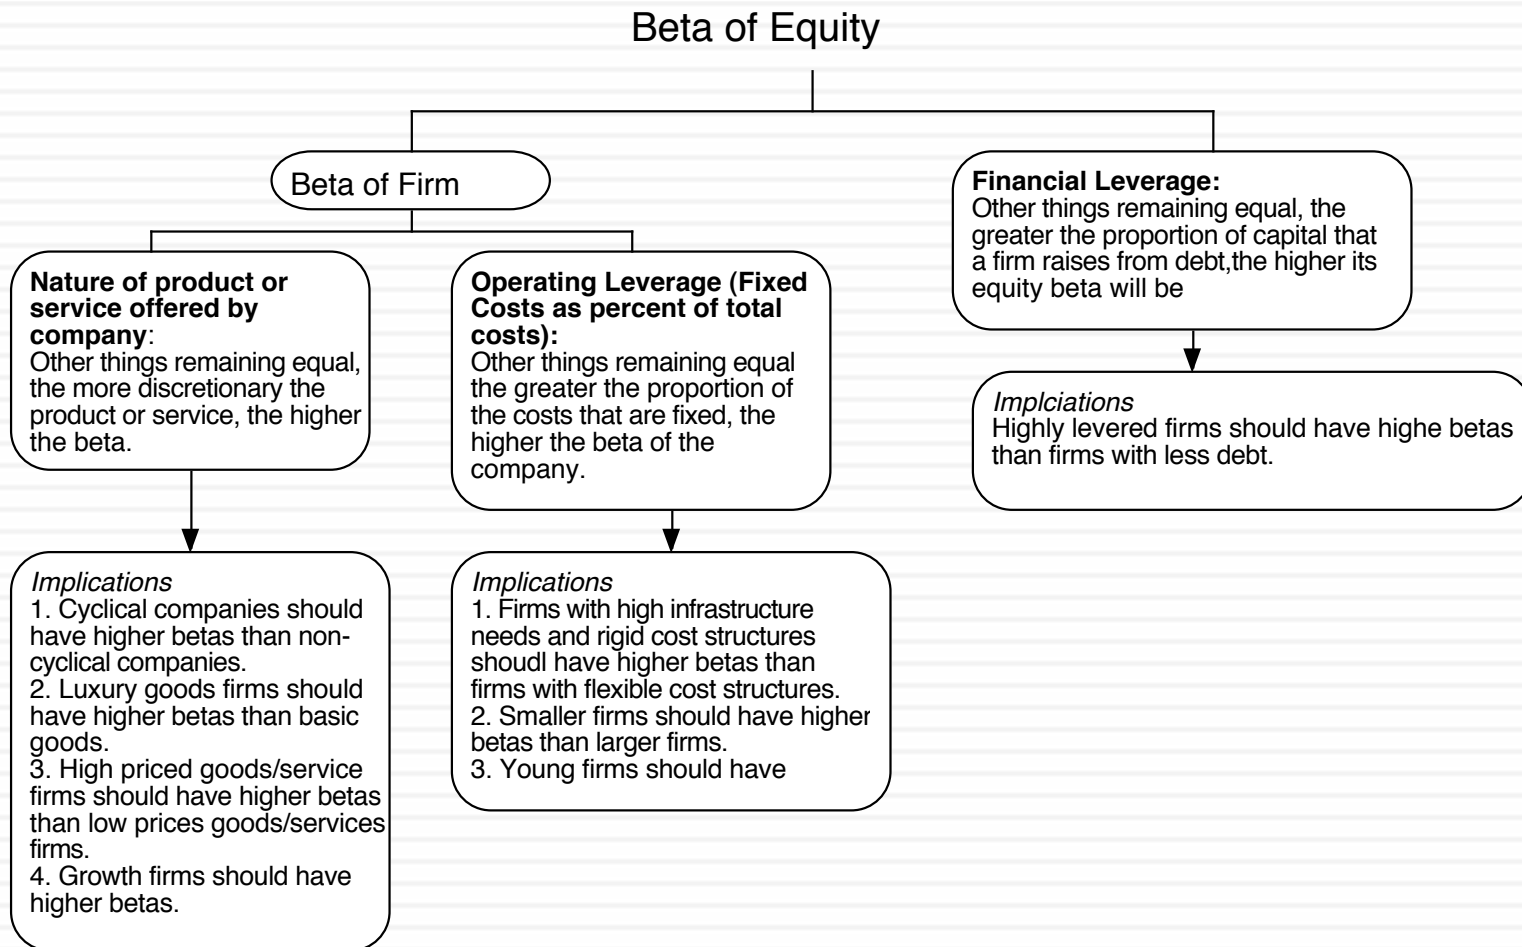 Beta of Equity
Beta of Firm
Nature of product or
service offered by
company:
Other things remaining equal,
the more discretionary the
product or service, the higher
the beta.
Operating Leverage (Fixed
Costs as percent of total
costs):
Other things remaining equal
the greater the proportion of
the costs that are fixed, the
higher the beta of the
company.
Financial Leverage:
Other things remaining equal, the
greater the proportion of capital that
a firm raises from debt,the higher its
equity beta will be
Implications
1. Cyclical companies should
have higher betas than non-
cyclical companies.
2. Luxury goods firms should
have higher betas than basic
goods.
3. High priced goods/service
firms should have higher betas
than low prices goods/services
firms.
4. Growth firms should have
higher betas.
Implications
1. Firms with high infrastructure
needs and rigid cost structures
shoudl have higher betas than
firms with flexible cost structures.
2. Smaller firms should have higher
betas than larger firms.
3. Young firms should have
Implciations
Highly levered firms should have highe betas
than firms with less debt.